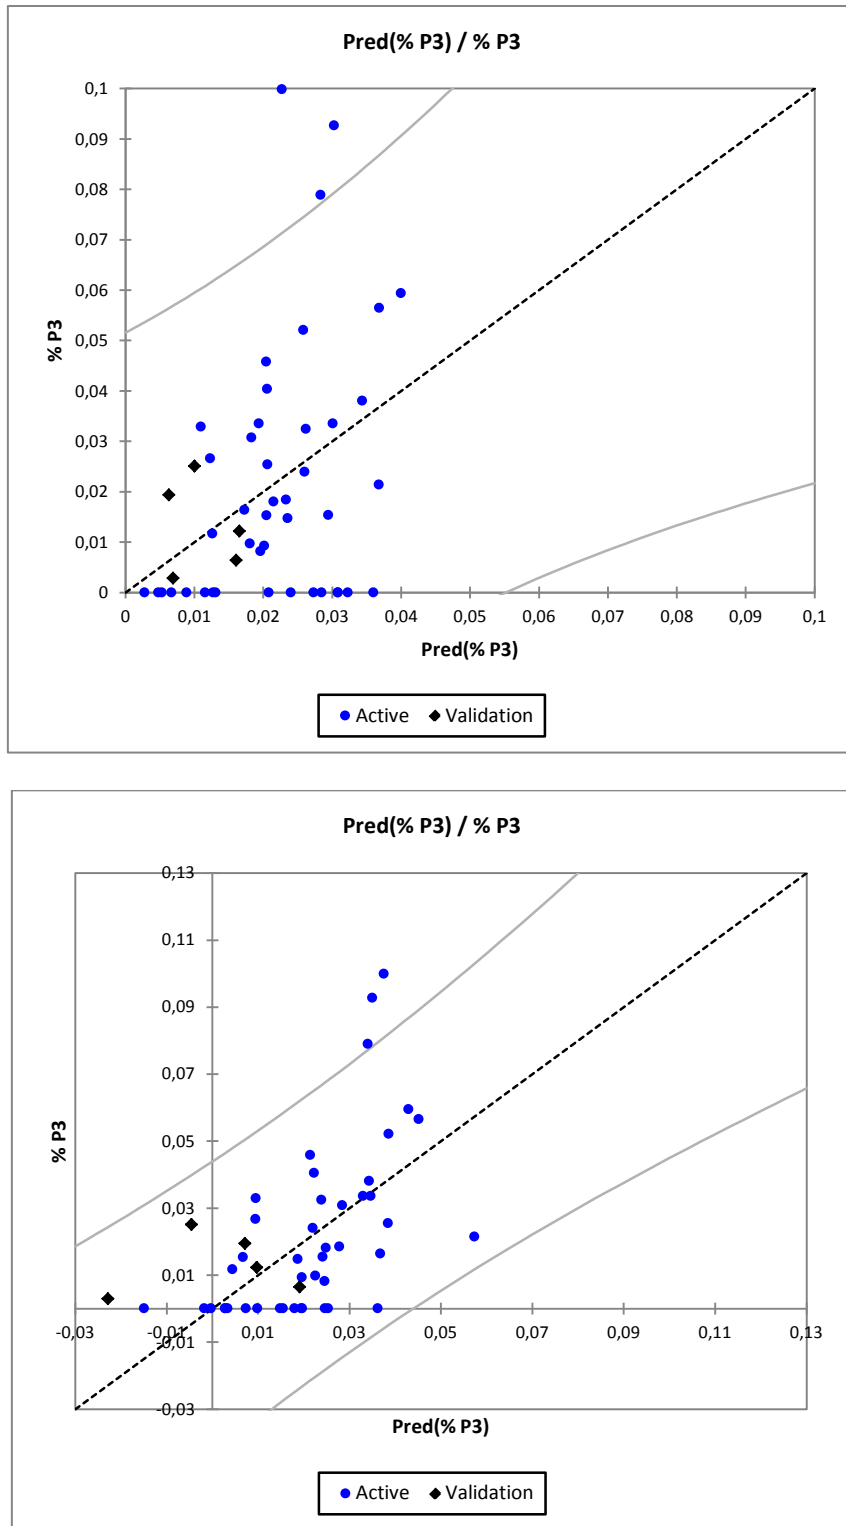 Pred(% P3) / % P3
0,1
0,09
0,08
0,07
0,06
0,05
0,04
0,03
0,02
0,01
0
% P3
0 0,01 0,02 0,03 0,04 0,05 0,06 0,07 0,08 0,09 0,1
Pred(% P3)
Active Validation
Pred(% P3) / % P3
0,13
0,11
0,09
0,07
0,05
0,03
0,01
-0,01
-0,03
% P3
-0,03 -0,01 0,01 0,03 0,05 0,07 0,09 0,11 0,13
Pred(% P3)
Active Validation